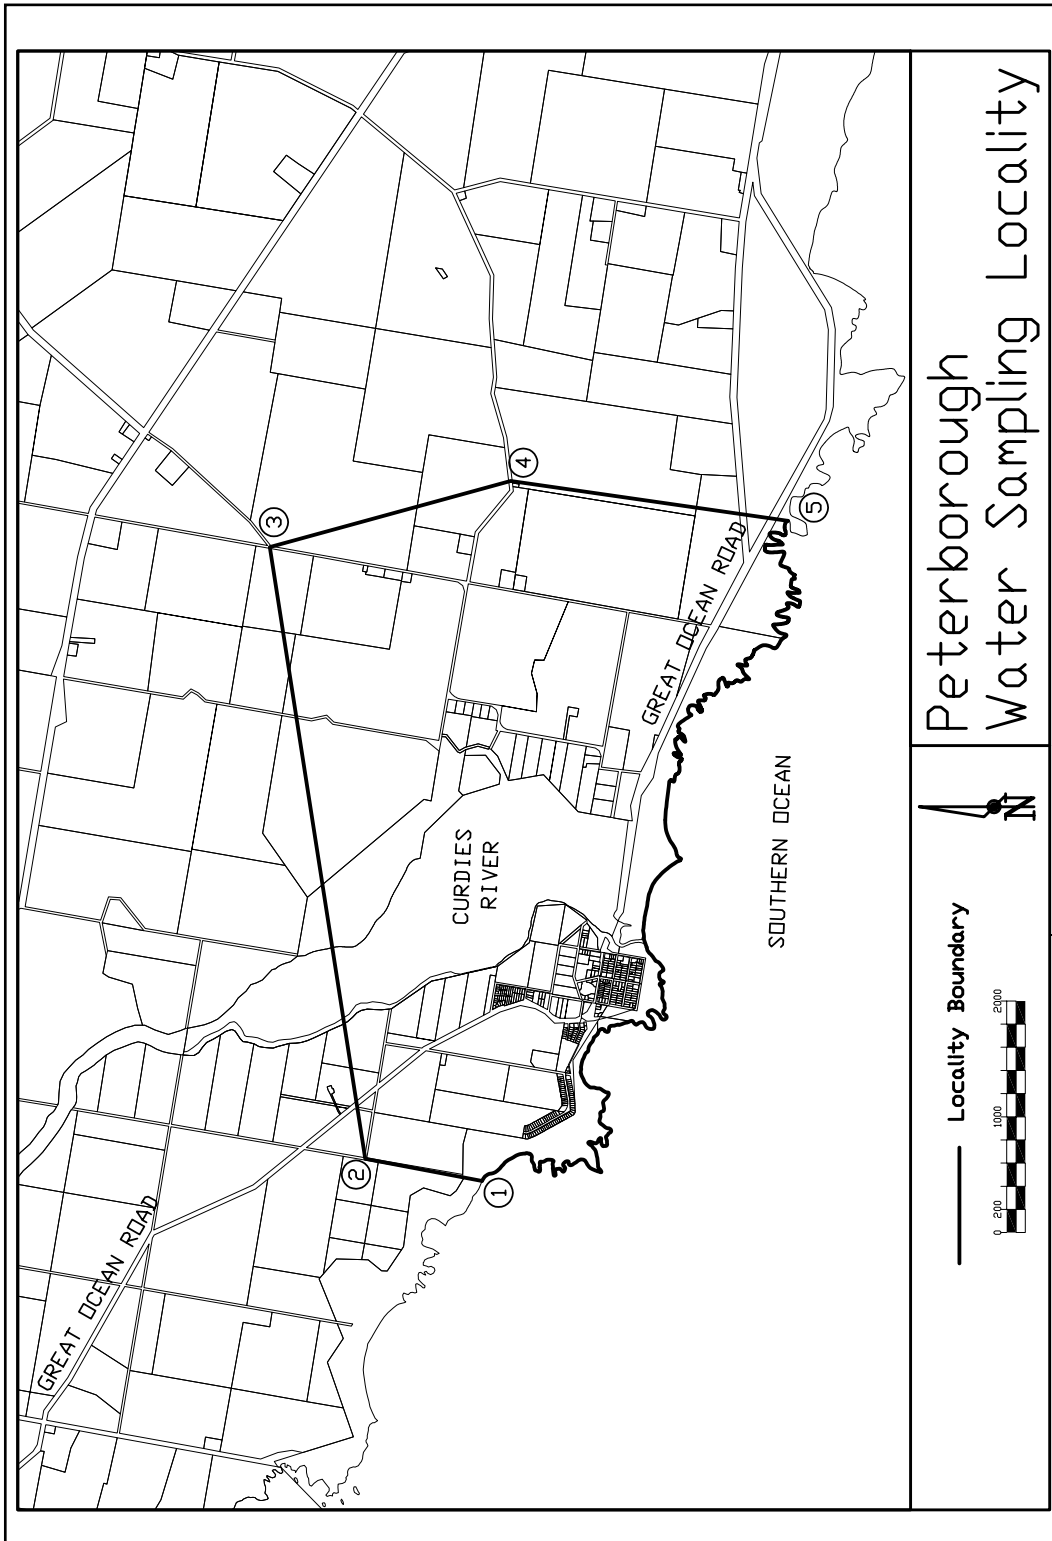 Peterborough
Water Sampling Locality
GREAT OCEAN ROAD
GREAT OCEAN ROAD
CURDIES
RIVER
SOUTHERN OCEAN
1
2
3
4
5
Locality Boundary
0 200 1000 2000
N